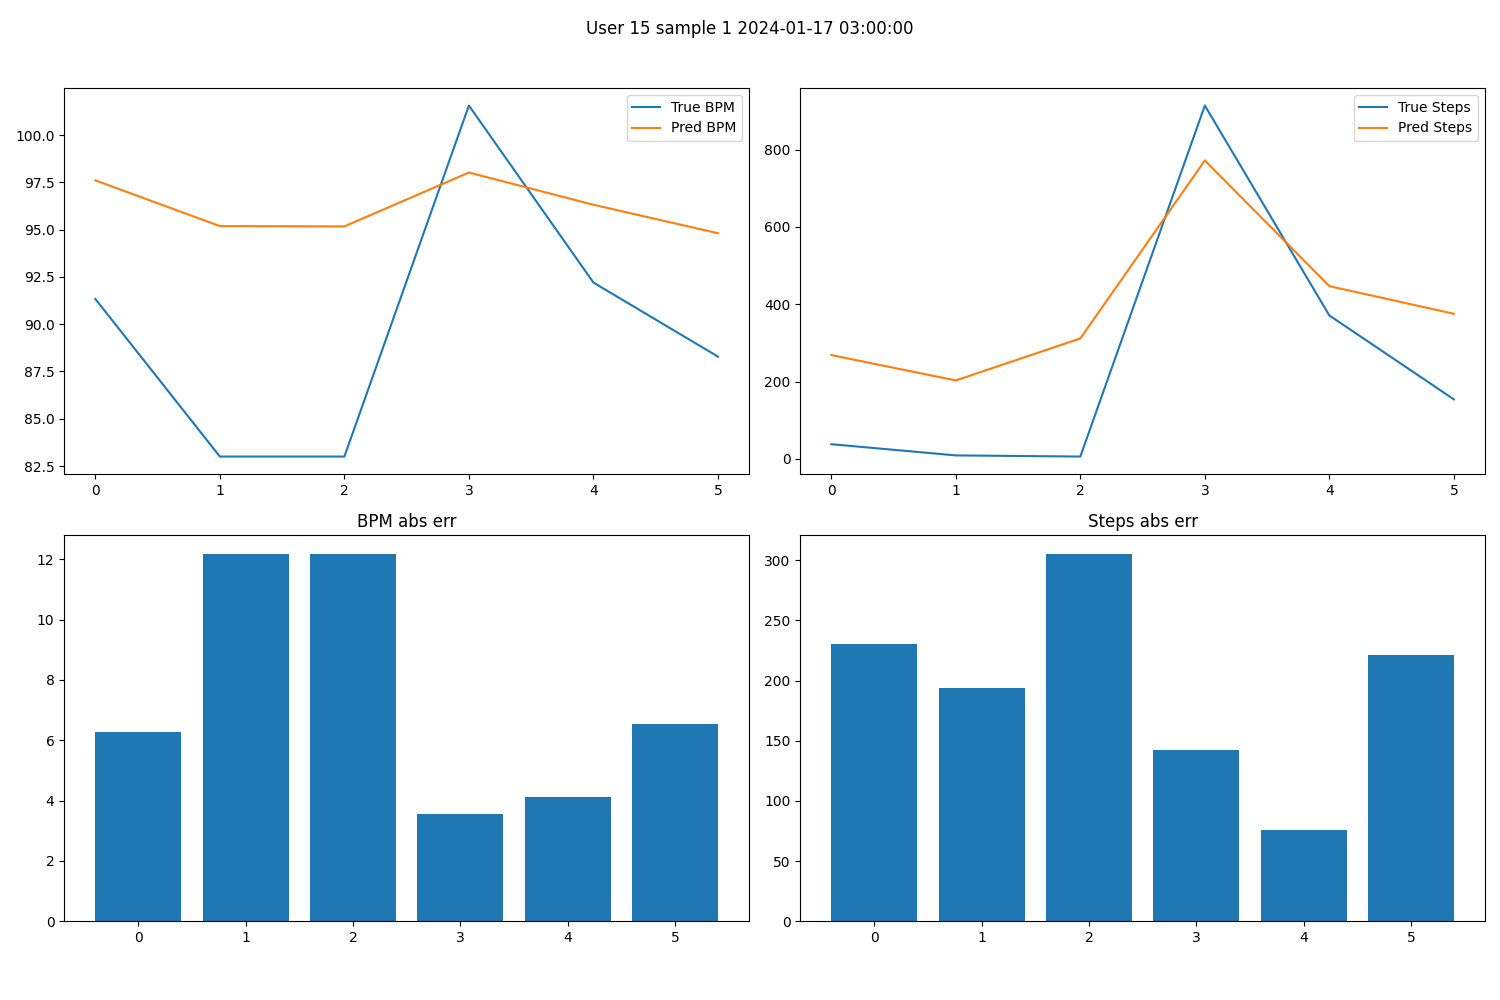 User 15 sample 1 2024-01-17 03:00:00
True BPM
Pred BPM
100.0
97.5
95.0
92.5
90.0
87.5
85.0
82.5
0 1 2 3 4 5
True Steps
Pred Steps
800
600
400
200
0
0 1 2 3 4 5
BPM abs err
12
10
8
6
4
2
0
0 1 2 3 4 5
Steps abs err
300
250
200
150
100
50
0
0 1 2 3 4 5